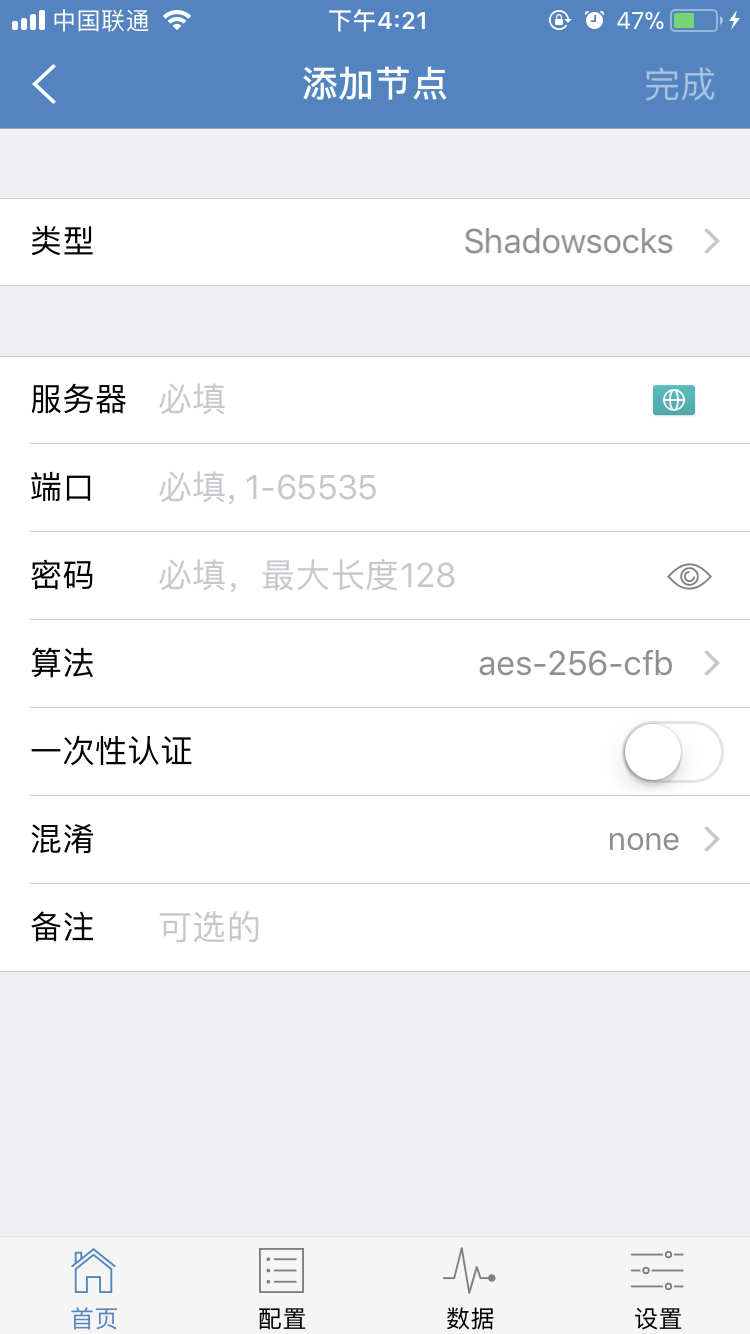 中国联通 下午4:21 47%
添加节点 完成
类型 Shadowsocks
服务器 必填
端口 必填, 1-65535
密码 必填，最大长度128
算法 aes-256-cfb
一次性认证
混淆 none
备注 可选的
首页 配置 数据 设置